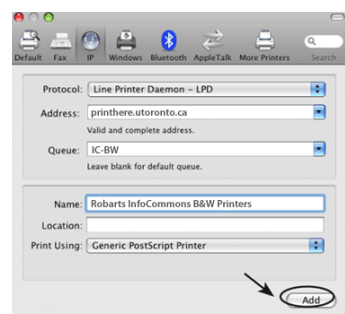 Default Fax IP Windows Bluetooth AppleTalk More Printers Search
Protocol: Line Printer Daemon – LPD
Address: printhere.utoronto.ca
Valid and complete address.
Queue: IC-BW
Leave blank for default queue.
Name: Robarts InfoCommons B&W Printers
Location:
Print Using: Generic PostScript Printer
Add